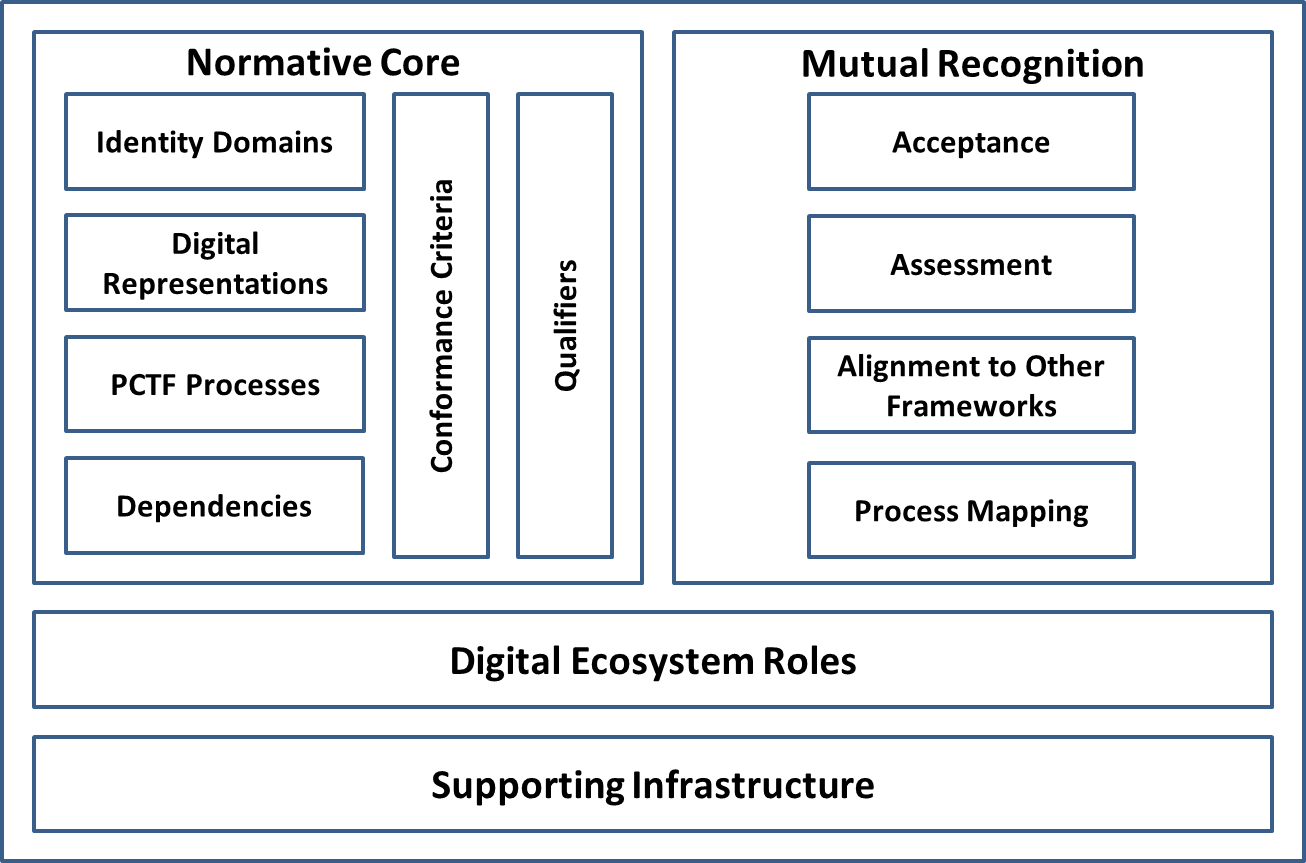 Normative Core
Identity Domains
Digital
Representations
PCTF Processes
Dependencies
Conformance Criteria
Qualifiers
Mutual Recognition
Acceptance
Assessment
Alignment to Other
Frameworks
Process Mapping
Digital Ecosystem Roles
Supporting Infrastructure